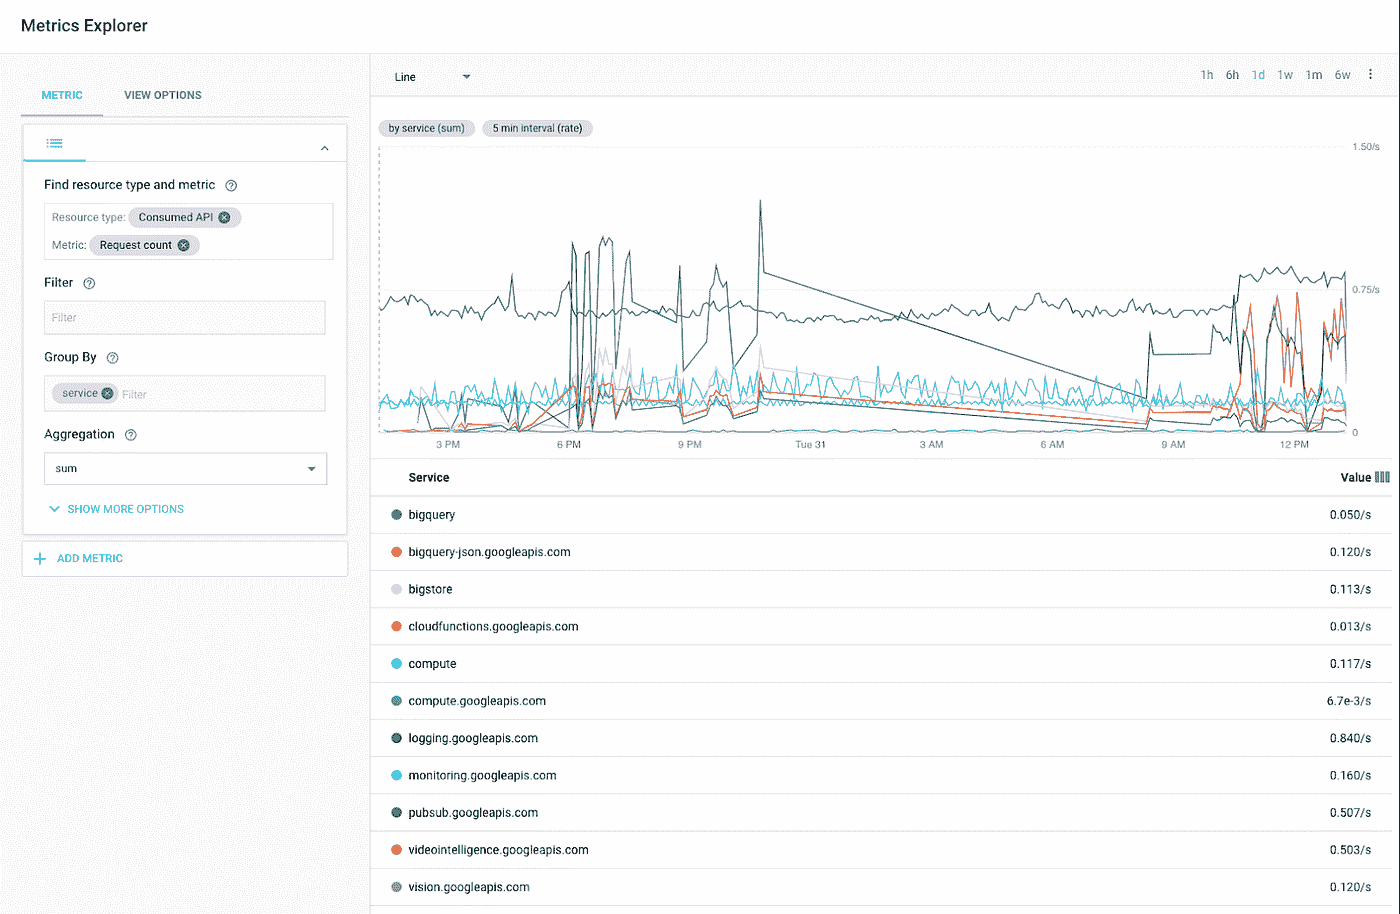 Metrics Explorer
METRIC VIEW OPTIONS
Find resource type and metric
Resource type: Consumed API
Metric: Request count
Filter
Filter
Group By
service Filter
Aggregation
sum
SHOW MORE OPTIONS
ADD METRIC
Line
1h 6h 1d 1w 1m 6w
by service (sum) 5 min interval (rate)
1.50/s
0.75/s
0
3 PM 6 PM 9 PM Tue 31 3 AM 6 AM 9 AM 12 PM
Service Value
bigquery 0.050/s
bigquery-json.googleapis.com 0.120/s
bigstore 0.113/s
cloudfunctions.googleapis.com 0.013/s
compute 0.117/s
compute.googleapis.com 6.7e-3/s
logging.googleapis.com 0.840/s
monitoring.googleapis.com 0.160/s
pubsub.googleapis.com 0.507/s
videointelligence.googleapis.com 0.503/s
vision.googleapis.com 0.120/s